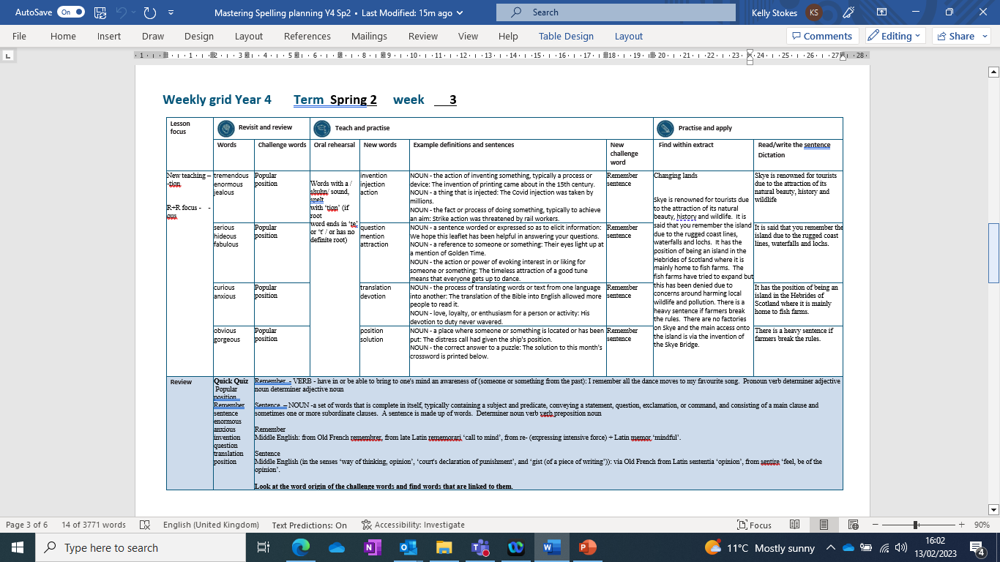 AutoSave On Mastering Spelling planning Y4 Sp2 • Last Modified: 15m ago Search Kelly Stokes KS
File Home Insert Draw Design Layout References Mailings Review View Help Table Design Layout Comments Editing Share
Weekly grid Year 4 Term Spring 2 week 3
Lesson focus
Revisit and review
Teach and practise
Practise and apply
Words
Challenge words
Oral rehearsal
New words
Example definitions and sentences
New
challenge
word
Find within extract
Read/write the sentence
Dictation
New teaching –
-tion
R+R focus - -
ous
tremendous
enormous
jealous
Popular
position
Words with a /
shuhn/ sound,
spelt
with ‘tion’ (if
root
word ends in ‘te’
or ‘t’ / or has no
definite root)
invention
injection
action
NOUN - the action of inventing something, typically a process or
device: The invention of printing came about in the 15th century.
NOUN - a thing that is injected: The Covid injection was taken by
millions.
NOUN - the fact or process of doing something, typically to achieve
an aim: Strike action was threatened by rail workers.
Remember
sentence
Changing lands
Skye is renowned for tourists due
to the attraction of its natural
beauty, history and wildlife. It is
said that you remember the island
due to the rugged coast lines,
waterfalls and lochs. It has the
position of being an island in the
Hebrides of Scotland where it is
mainly home to fish farms. The
fish farms have tried to expand but
this has been denied due to
concerns around harming local
wildlife and pollution. There is a
heavy sentence if farmers break
the rules. There are no factories
on Skye and the main access onto
the island is via the invention of
the Skye Bridge.
Skye is renowned for tourists
due to the attraction of its
natural beauty, history and
wildlife
serious
hideous
fabulous
Popular
position
question
mention
attraction
NOUN - a sentence worded or expressed so as to elicit information:
We hope this leaflet has been helpful in answering your questions.
NOUN - a reference to someone or something: Their eyes light up at
a mention of Golden Time.
NOUN - the action or power of evoking interest in or liking for
someone or something: The timeless attraction of a good tune
means that everyone gets up to dance.
Remember
sentence
It is said that you remember the
island due to the rugged coast
lines, waterfalls and lochs.
curious
anxious
Popular
position
translation
devotion
NOUN - the process of translating words or text from one language
into another: The translation of the Bible into English allowed more
people to read it.
NOUN - love, loyalty, or enthusiasm for a person or activity: His
devotion to duty never wavered.
Remember
sentence
It has the position of being an
island in the Hebrides of
Scotland where it is mainly
home to fish farms.
obvious
gorgeous
Popular
position
position
solution
NOUN - a place where someone or something is located or has been
put: The distress call had given the ship’s position.
NOUN - the correct answer to a puzzle: The solution to this month’s
crossword is printed below.
Remember
sentence
There is a heavy sentence if
farmers break the rules.
Review
Quick Quiz
Popular
position
Remember
sentence
enormous
anxious
invention
question
translation
position
Remember - VERB - have in or be able to bring to one's mind an awareness of (someone or something from the past): I remember all the dance moves to my favourite song. Pronoun verb determiner adjective
noun determiner adjective noun
Sentence – NOUN -a set of words that is complete in itself, typically containing a subject and predicate, conveying a statement, question, exclamation, or command, and consisting of a main clause and
sometimes one or more subordinate clauses. A sentence is made up of words. Determiner noun verb verb preposition noun
Remember
Middle English: from Old French remembrer, from late Latin rememorari ‘call to mind’, from re- (expressing intensive force) + Latin memor ‘mindful’.
Sentence
Middle English (in the senses ‘way of thinking, opinion’, ‘court's declaration of punishment’, and ‘gist (of a piece of writing’)): via Old French from Latin sententia ‘opinion’, from sentire ‘feel, be of the
opinion’.
Look at the word origin of the challenge words and find words that are linked to them.
Page 3 of 6 14 of 3771 words English (United Kingdom) Text Predictions: On Accessibility: Investigate Focus 90%
Type here to search 11°C Mostly sunny 16:02
13/02/2023 4